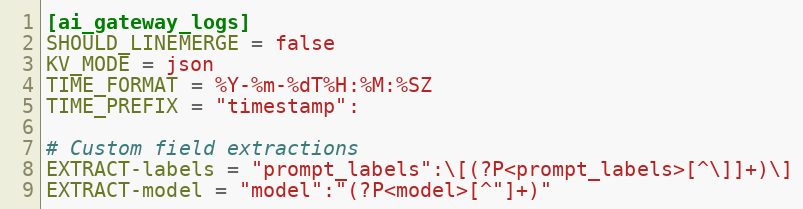 1 [ai_gateway_logs]
2 SHOULD_LINEMERGE = false
3 KV_MODE = json
4 TIME_FORMAT = %Y-%m-%dT%H:%M:%SZ
5 TIME_PREFIX = "timestamp":
6
7 # Custom field extractions
8 EXTRACT-labels = "prompt_labels":\[(?P<prompt_labels>[^\]]+)\]
9 EXTRACT-model = "model":"(?P<model>[^"]+)"